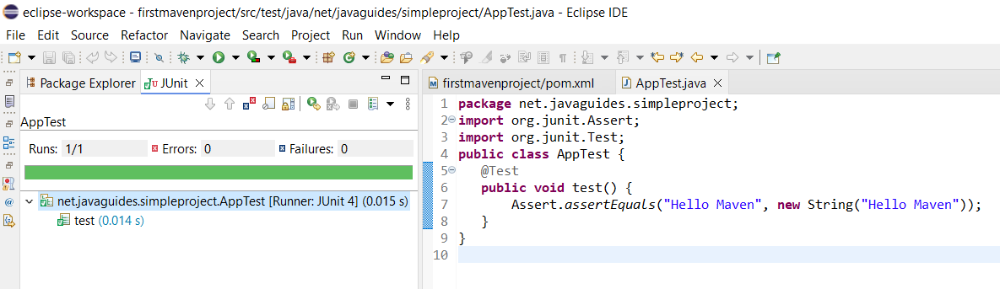 eclipse-workspace - firstmavenproject/src/test/java/net/javaguides/simpleproject/AppTest.java - Eclipse IDE
File Edit Source Refactor Navigate Search Project Run Window Help
Package Explorer JUnit
AppTest
Runs: 1/1 Errors: 0 Failures: 0
net.javaguides.simpleproject.AppTest [Runner: JUnit 4] (0.015 s)
test (0.014 s)
firstmavenproject/pom.xml AppTest.java
1 package net.javaguides.simpleproject;
2 import org.junit.Assert;
3 import org.junit.Test;
4 public class AppTest {
5 @Test
6 public void test() {
7 Assert.assertEquals("Hello Maven", new String("Hello Maven"));
8 }
9 }
10